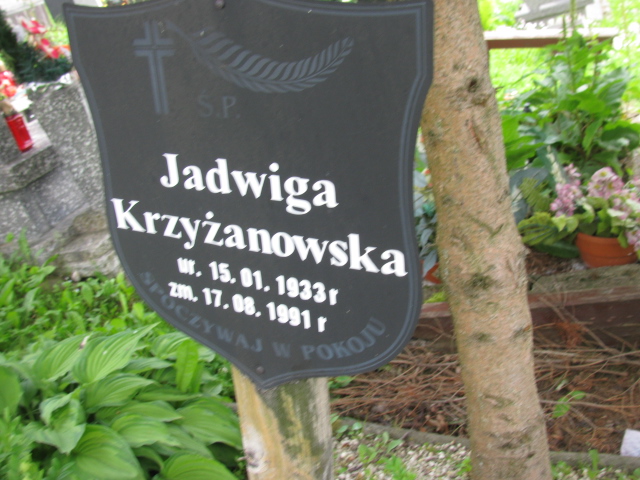 Ś.P.
Jadwiga
Krzyżanowska
ur. 15.01. 1933 r
zm. 17.08. 1991 r
SPOCZYWAJ W POKOJU